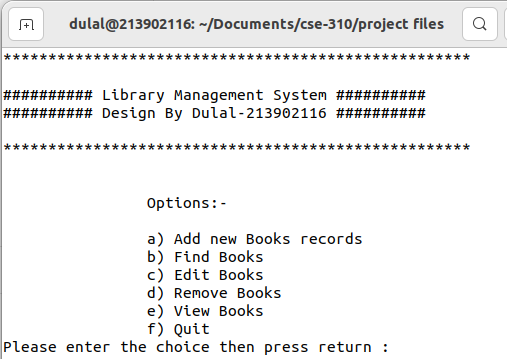 dulal@213902116: ~/Documents/cse-310/project files
****************************************************
########## Library Management System ##########
########## Design By Dulal-213902116 ##########
****************************************************
Options:-
a) Add new Books records
b) Find Books
c) Edit Books
d) Remove Books
e) View Books
f) Quit
Please enter the choice then press return :